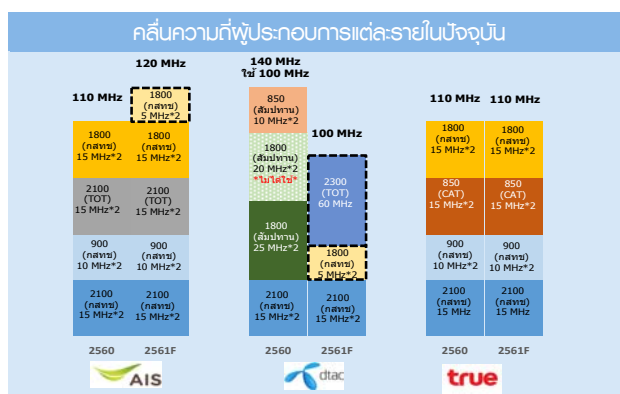 คลื่นความถี่ผู้ประกอบการแต่ละรายในปัจจุบัน
110 MHz
120 MHz
1800
(กสทช)
5 MHz*2
1800
(กสทช)
15 MHz*2
1800
(กสทช)
15 MHz*2
2100
(TOT)
15 MHz*2
2100
(TOT)
15 MHz*2
900
(กสทช)
10 MHz*2
900
(กสทช)
10 MHz*2
2100
(กสทช)
15 MHz*2
2100
(กสทช)
15 MHz*2
2560
2561F
AIS
140 MHz
ใช้ 100 MHz
850
(สัมปทาน)
10 MHz*2
1800
(สัมปทาน)
20 MHz*2
*ไม่ได้ใช้*
1800
(สัมปทาน)
25 MHz*2
2100
(กสทช)
15 MHz*2
100 MHz
2300
(TOT)
60 MHz
1800
(กสทช)
5 MHz*2
2100
(กสทช)
15 MHz*2
2560
2561F
dtac
110 MHz
110 MHz
1800
(กสทช)
15 MHz*2
1800
(กสทช)
15 MHz*2
850
(CAT)
15 MHz*2
850
(CAT)
15 MHz*2
900
(กสทช)
10 MHz*2
900
(กสทช)
10 MHz*2
2100
(กสทช)
15 MHz
2100
(กสทช)
15 MHz
2560
2561F
true